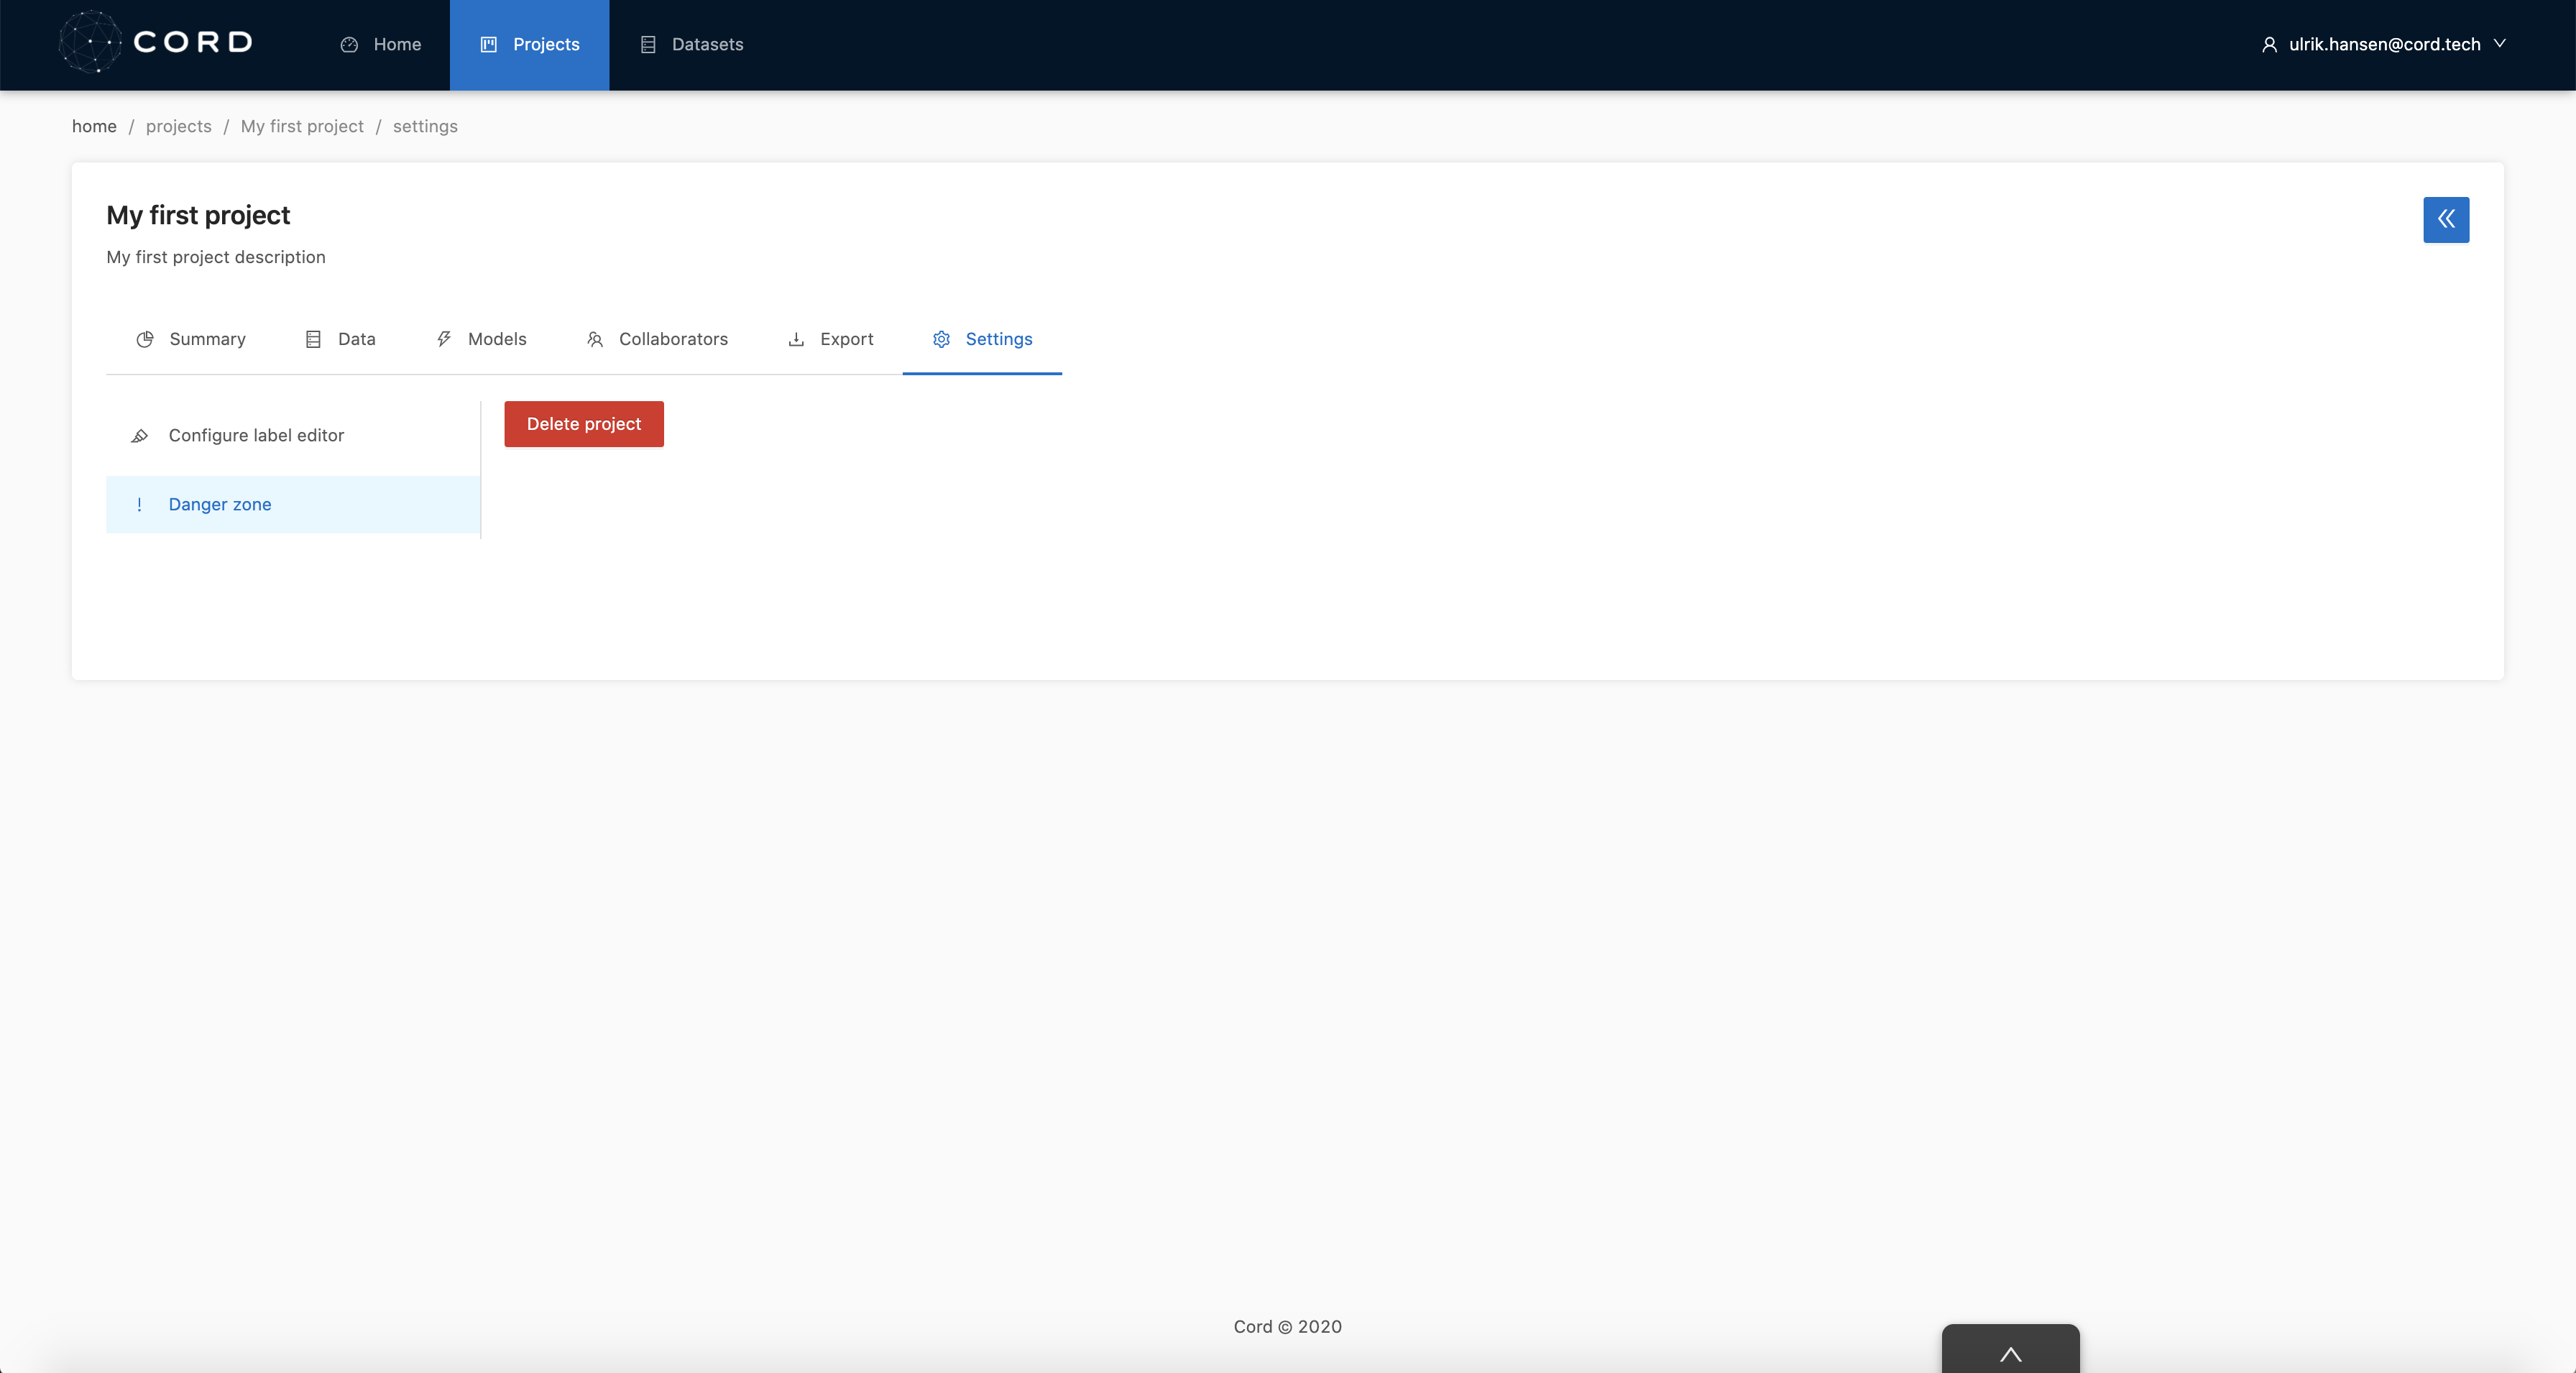 CORD
Home
Projects
Datasets
ulrik.hansen@cord.tech
home / projects / My first project / settings
My first project
My first project description
Summary
Data
Models
Collaborators
Export
Settings
Configure label editor
! Danger zone
Delete project
Cord © 2020